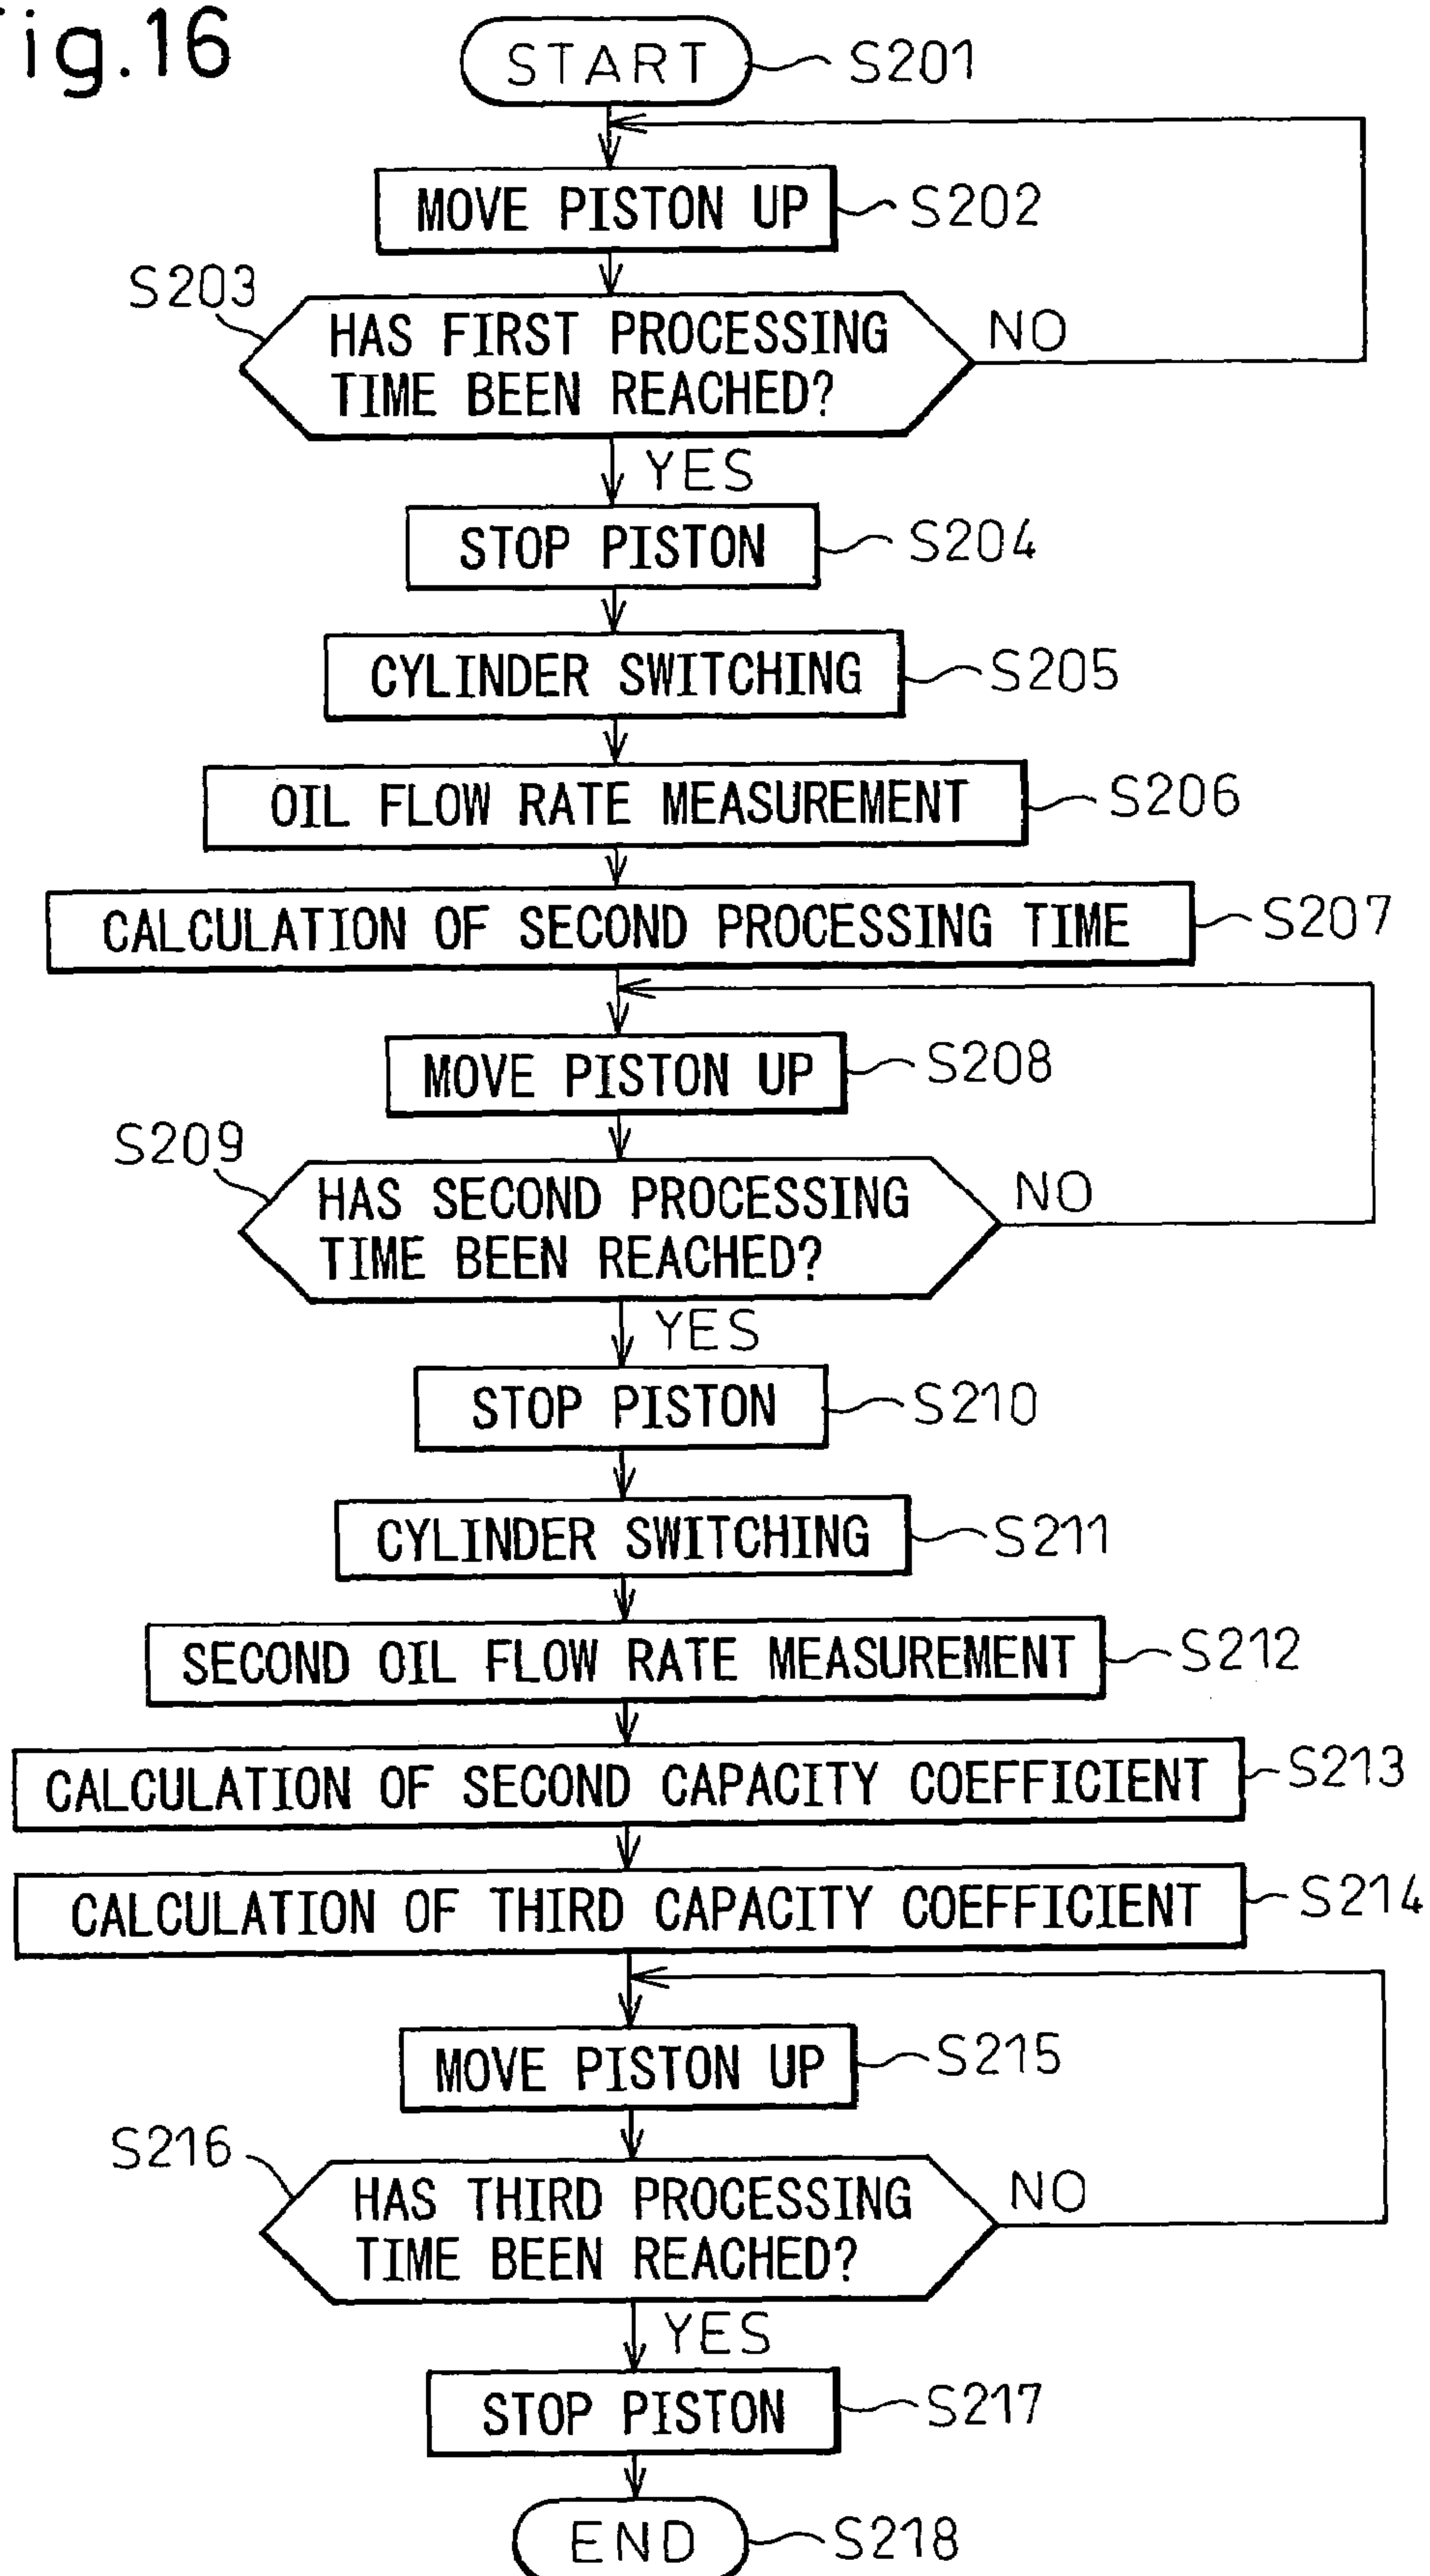 ig.16
START
S201
MOVE PISTON UP
S202
S203
HAS FIRST PROCESSING
TIME BEEN REACHED?
NO
YES
STOP PISTON
S204
CYLINDER SWITCHING
S205
OIL FLOW RATE MEASUREMENT
S206
CALCULATION OF SECOND PROCESSING TIME
S207
MOVE PISTON UP
S208
S209
HAS SECOND PROCESSING
TIME BEEN REACHED?
NO
YES
STOP PISTON
S210
CYLINDER SWITCHING
S211
SECOND OIL FLOW RATE MEASUREMENT
S212
CALCULATION OF SECOND CAPACITY COEFFICIENT
S213
CALCULATION OF THIRD CAPACITY COEFFICIENT
S214
MOVE PISTON UP
S215
S216
HAS THIRD PROCESSING
TIME BEEN REACHED?
NO
YES
STOP PISTON
S217
END
S218